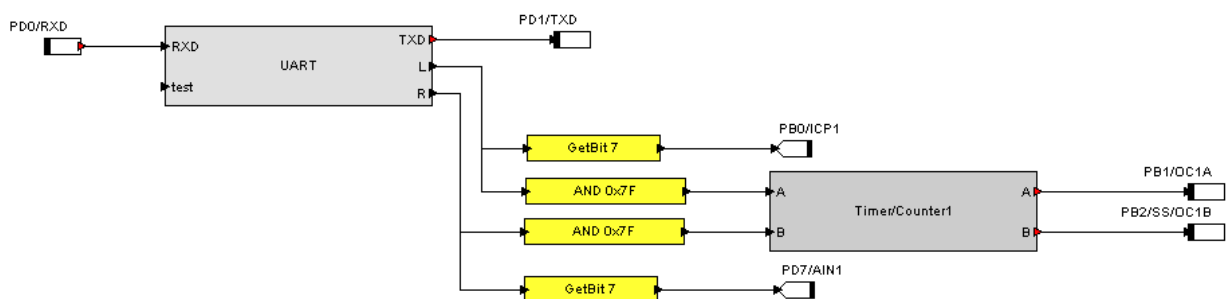 PD0/RXD
PD1/TXD
RXD
TXD
UART
L
test
R
PB0/ICP1
GetBit 7
PB1/OC1A
AND 0x7F
A
A
Timer/Counter1
PB2/SS/OC1B
AND 0x7F
B
B
PD7/AIN1
GetBit 7